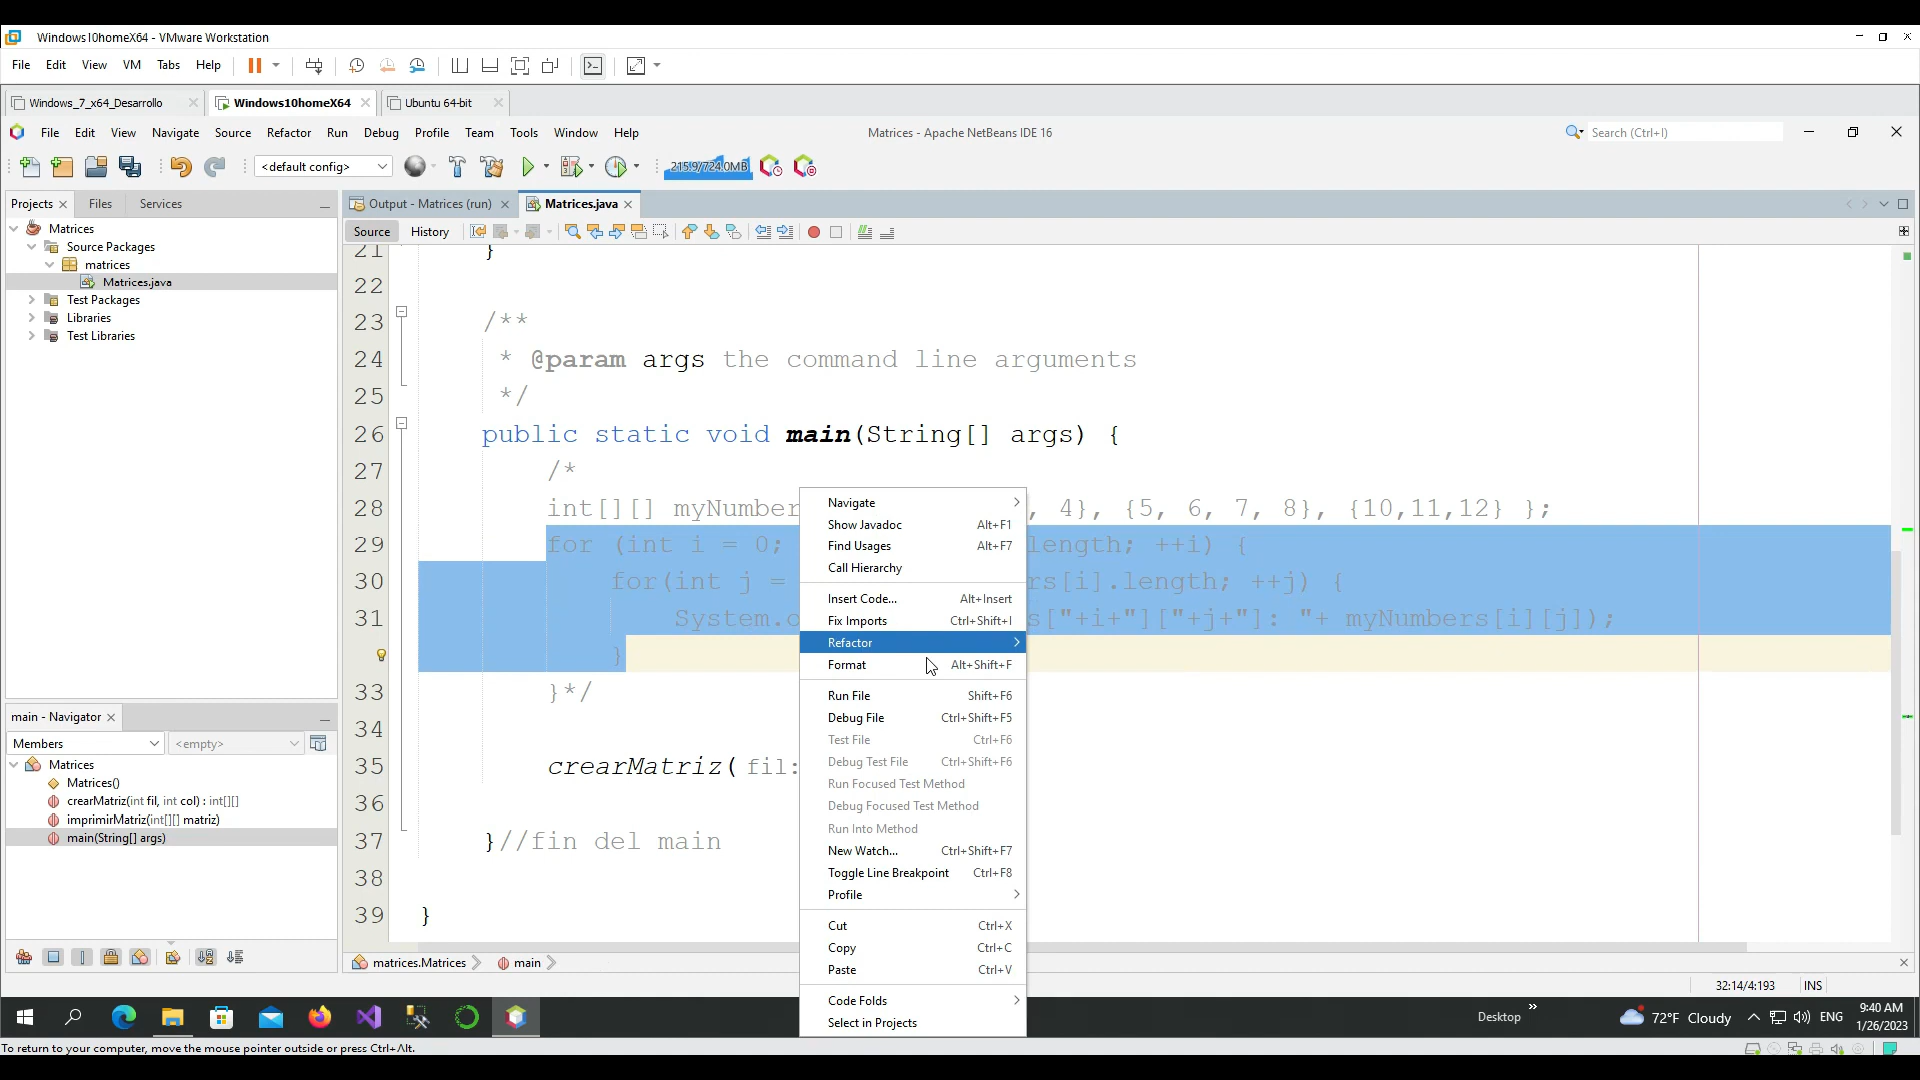 Windows10homeX64 - VMware Workstation
File Edit View VM Tabs Help
Windows_7_x64_Desarrollo Windows10homeX64 Ubuntu 64-bit
File Edit View Navigate Source Refactor Run Debug Profile Team Tools Window Help Matrices - Apache NetBeans IDE 16 Search (Ctrl+I)
<default config> 215.9/724.0MB
Projects Files Services Output - Matrices (run) Matrices.java
Source History
Matrices
Source Packages
matrices
Matrices.java
Test Packages
Libraries
Test Libraries
21 }
22
23 /**
24 * @param args the command line arguments
25 */
26 public static void main(String[] args) {
27 /*
28 int[][] myNumber , 4}, {5, 6, 7, 8}, {10,11,12} };
29 for (int i = 0; length; ++i) {
30 for(int j = rs[i].length; ++j) {
31 System.o s["+i+"]["+j+"]: "+ myNumbers[i][j]);
}
33 }*/
34
35 crearMatriz( fil:
36
37 }//fin del main
38
39 }
Navigate
Show Javadoc Alt+F1
Find Usages Alt+F7
Call Hierarchy
Insert Code... Alt+Insert
Fix Imports Ctrl+Shift+I
Refactor
Format Alt+Shift+F
Run File Shift+F6
Debug File Ctrl+Shift+F5
Test File Ctrl+F6
Debug Test File Ctrl+Shift+F6
Run Focused Test Method
Debug Focused Test Method
Run Into Method
New Watch... Ctrl+Shift+F7
Toggle Line Breakpoint Ctrl+F8
Profile
Cut Ctrl+X
Copy Ctrl+C
Paste Ctrl+V
Code Folds
Select in Projects
main - Navigator
Members <empty>
Matrices
Matrices()
crearMatriz(int fil, int col) : int[][]
imprimirMatriz(int[][] matriz)
main(String[] args)
matrices.Matrices main
32:14/4:193 INS
Desktop 72°F Cloudy ENG 9:40 AM
1/26/2023
To return to your computer, move the mouse pointer outside or press Ctrl+Alt.